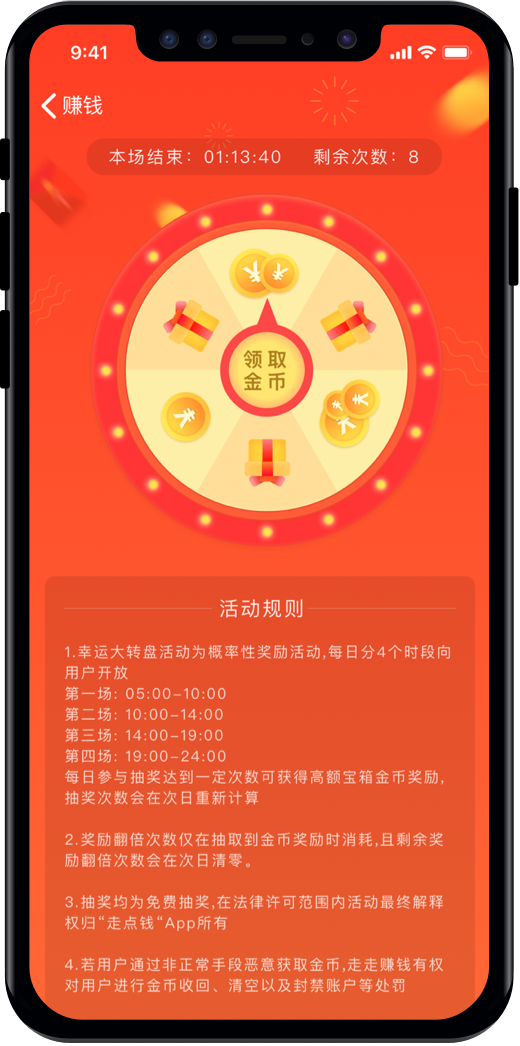 9:41
赚钱
本场结束：01:13:40 剩余次数：8
领取
金币
活动规则
1.幸运大转盘活动为概率性奖励活动,每日分4个时段向
用户开放
第一场: 05:00-10:00
第二场: 10:00-14:00
第三场: 14:00-19:00
第四场: 19:00-24:00
每日参与抽奖达到一定次数可获得高额宝箱金币奖励,
抽奖次数会在次日重新计算
2.奖励翻倍次数仅在抽取到金币奖励时消耗,且剩余奖
励翻倍次数会在次日清零。
3.抽奖均为免费抽奖,在法律许可范围内活动最终解释
权归“走点钱“App所有
4.若用户通过非正常手段恶意获取金币,走走赚钱有权
对用户进行金币收回、清空以及封禁账户等处罚